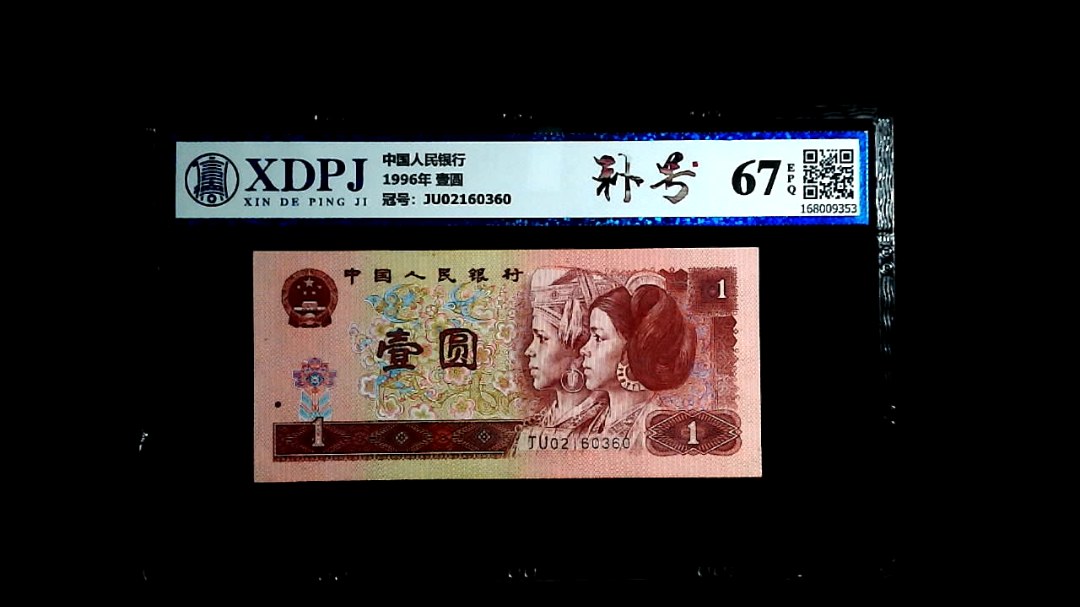 XDPJ
XIN DE PING JI
中国人民银行
1996年 壹圆
冠号: JU02160360
补号
67
EPQ
168009353
中国人民银行
1
壹圆
1
JU02160360
1